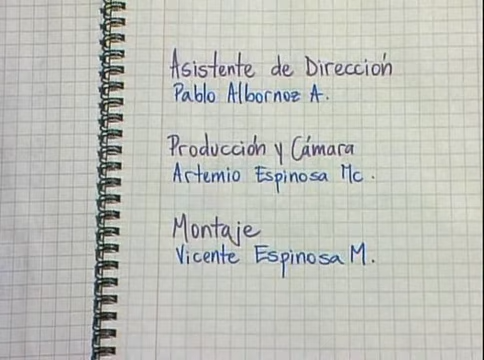 Asistente de Dirección
Pablo Albornoz A.
Producción y Cámara
Artemio Espinosa Mc.
Montaje
Vicente Espinosa M.